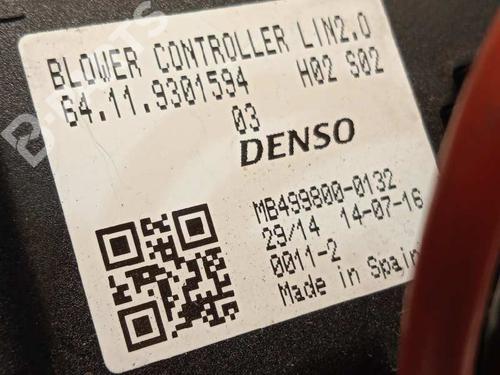 BLOWER CONTROLLER LIN2.0
64.11.9301594 H02 S02
03
DENSO
MB499800-0132
29/14 14-07-16
0011-2
Made in Spain
B-PARTS